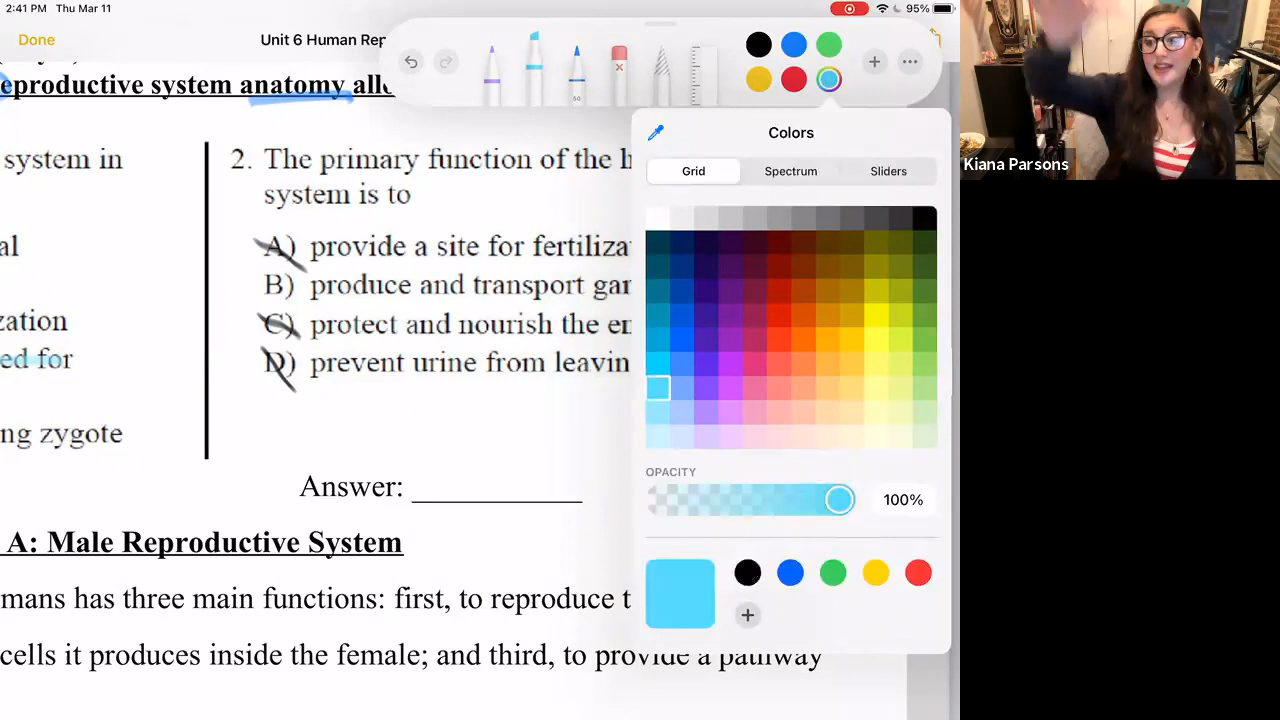 2:41 PM Thu Mar 11
95%
Done
Unit 6 Human Rep
eproductive system anatomy all
50
Colors
Grid
Spectrum
Sliders
Kiana Parsons
system in
al
zation
ed for
ng zygote
2. The primary function of the h
system is to
A) provide a site for fertiliza
B) produce and transport gar
C) protect and nourish the en
D) prevent urine from leavin
Answer:
OPACITY
100%
A: Male Reproductive System
mans has three main functions: first, to reproduce t
cells it produces inside the female; and third, to provide a pathway